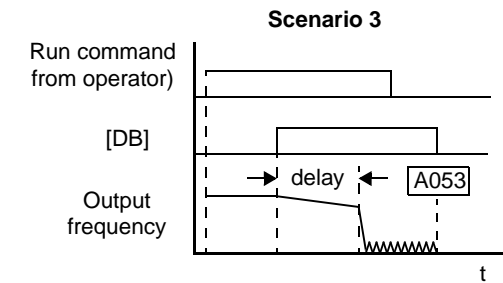 Scenario 3
Run command
from operator)
[DB]
delay
A053
Output
frequency
t